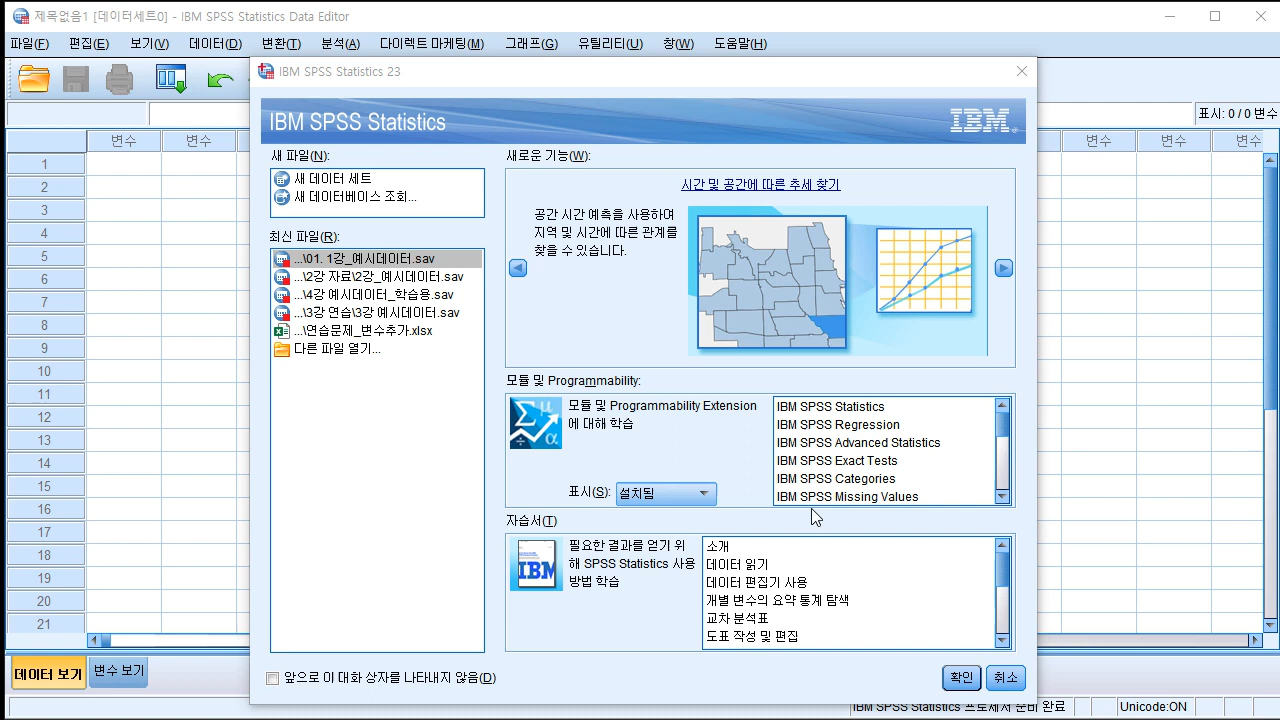 제목없음1 [데이터세트0] - IBM SPSS Statistics Data Editor
파일(F) 편집(E) 보기(V) 데이터(D) 변환(T) 분석(A) 다이렉트 마케팅(M) 그래프(G) 유틸리티(U) 창(W) 도움말(H)
IBM SPSS Statistics 23
표시: 0 / 0 변수
IBM SPSS Statistics
IBM
변수 변수 변수 변수 변수
1
2
3
4
5
6
7
8
9
10
11
12
13
14
15
16
17
18
19
20
21
새 파일(N):
새 데이터 세트
새 데이터베이스 조회...
최신 파일(R):
...\01. 1강_예시데이터.sav
...\2강 자료\2강_예시데이터.sav
...\4강 예시데이터_학습용.sav
...\3강 연습\3강 예시데이터.sav
...\연습문제_변수추가.xlsx
다른 파일 열기...
새로운 기능(W):
시간 및 공간에 따른 추세 찾기
공간 시간 예측을 사용하며
지역 및 시간에 따른 관계를
찾을 수 있습니다.
모듈 및 Programmability:
모듈 및 Programmability Extension
에 대해 학습
표시(S): 설치됨
IBM SPSS Statistics
IBM SPSS Regression
IBM SPSS Advanced Statistics
IBM SPSS Exact Tests
IBM SPSS Categories
IBM SPSS Missing Values
자습서(T)
IBM
필요한 결과를 얻기 위
해 SPSS Statistics 사용
방법 학습
소개
데이터 읽기
데이터 편집기 사용
개별 변수의 요약 통계 탐색
교차 분석표
도표 작성 및 편집
앞으로 이 대화 상자를 나타내지 않음(D)
확인 취소
데이터 보기 변수 보기
IBM SPSS Statistics 프로세서 준비 완료 Unicode:ON